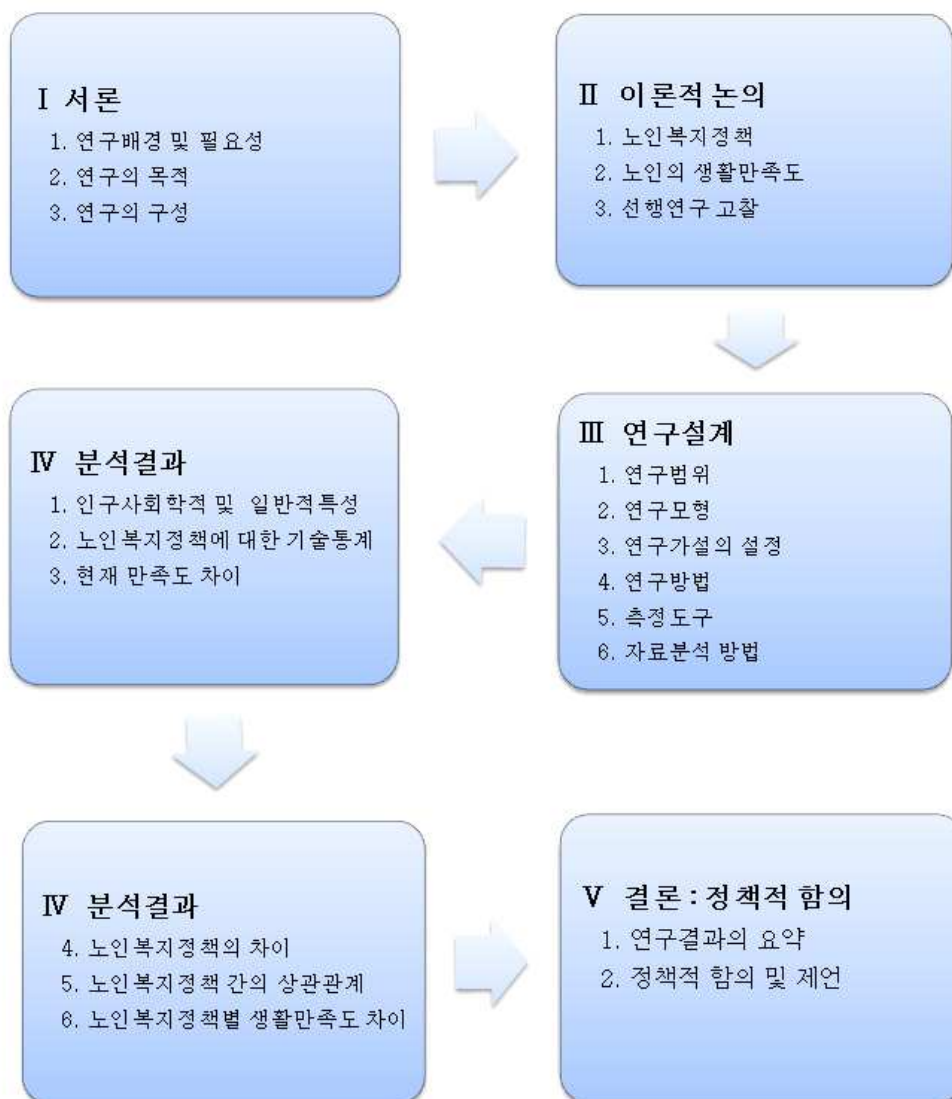 Ⅰ 서론
1. 연구배경 및 필요성
2. 연구의 목적
3. 연구의 구성
Ⅱ 이론적 논의
1. 노인복지정책
2. 노인의 생활만족도
3. 선행연구 고찰
Ⅲ 연구설계
1. 연구범위
2. 연구모형
3. 연구가설의 설정
4. 연구방법
5. 측정도구
6. 자료분석 방법
Ⅳ 분석결과
1. 인구사회학적 및 일반적특성
2. 노인복지정책에 대한 기술통계
3. 현재 만족도 차이
Ⅳ 분석결과
4. 노인복지정책의 차이
5. 노인복지정책 간의 상관관계
6. 노인복지정책별 생활만족도 차이
Ⅴ 결론 : 정책적 함의
1. 연구결과의 요약
2. 정책적 함의 및 제언